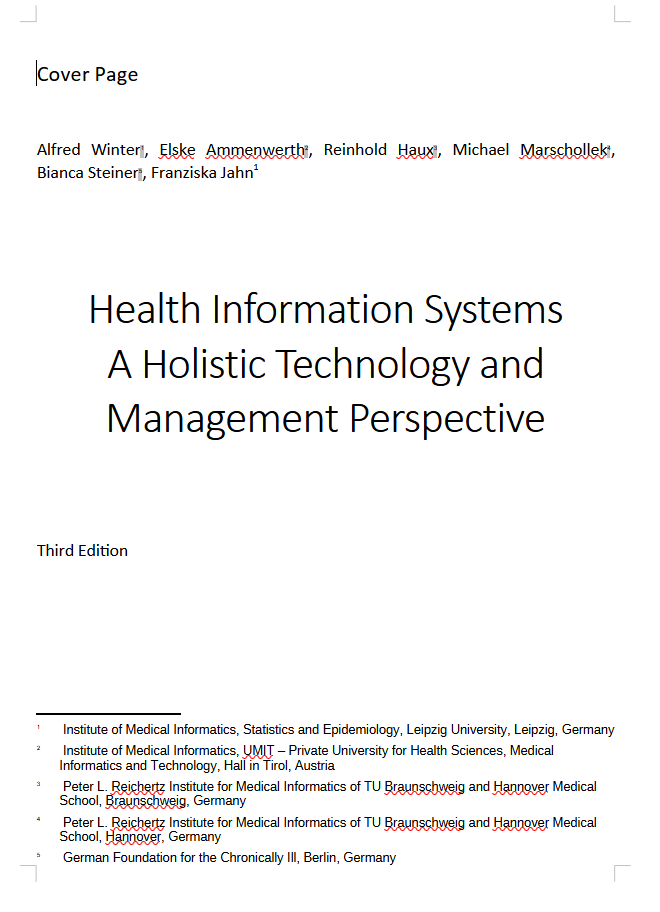 Cover Page
Alfred Winter, Elske Ammenwerth, Reinhold Haux, Michael Marschollek,
Bianca Steiner, Franziska Jahn¹
Health Information Systems
A Holistic Technology and
Management Perspective
Third Edition
¹ Institute of Medical Informatics, Statistics and Epidemiology, Leipzig University, Leipzig, Germany
² Institute of Medical Informatics, UMIT – Private University for Health Sciences, Medical
Informatics and Technology, Hall in Tirol, Austria
³ Peter L. Reichertz Institute for Medical Informatics of TU Braunschweig and Hannover Medical
School, Braunschweig, Germany
⁴ Peter L. Reichertz Institute for Medical Informatics of TU Braunschweig and Hannover Medical
School, Hannover, Germany
⁵ German Foundation for the Chronically Ill, Berlin, Germany